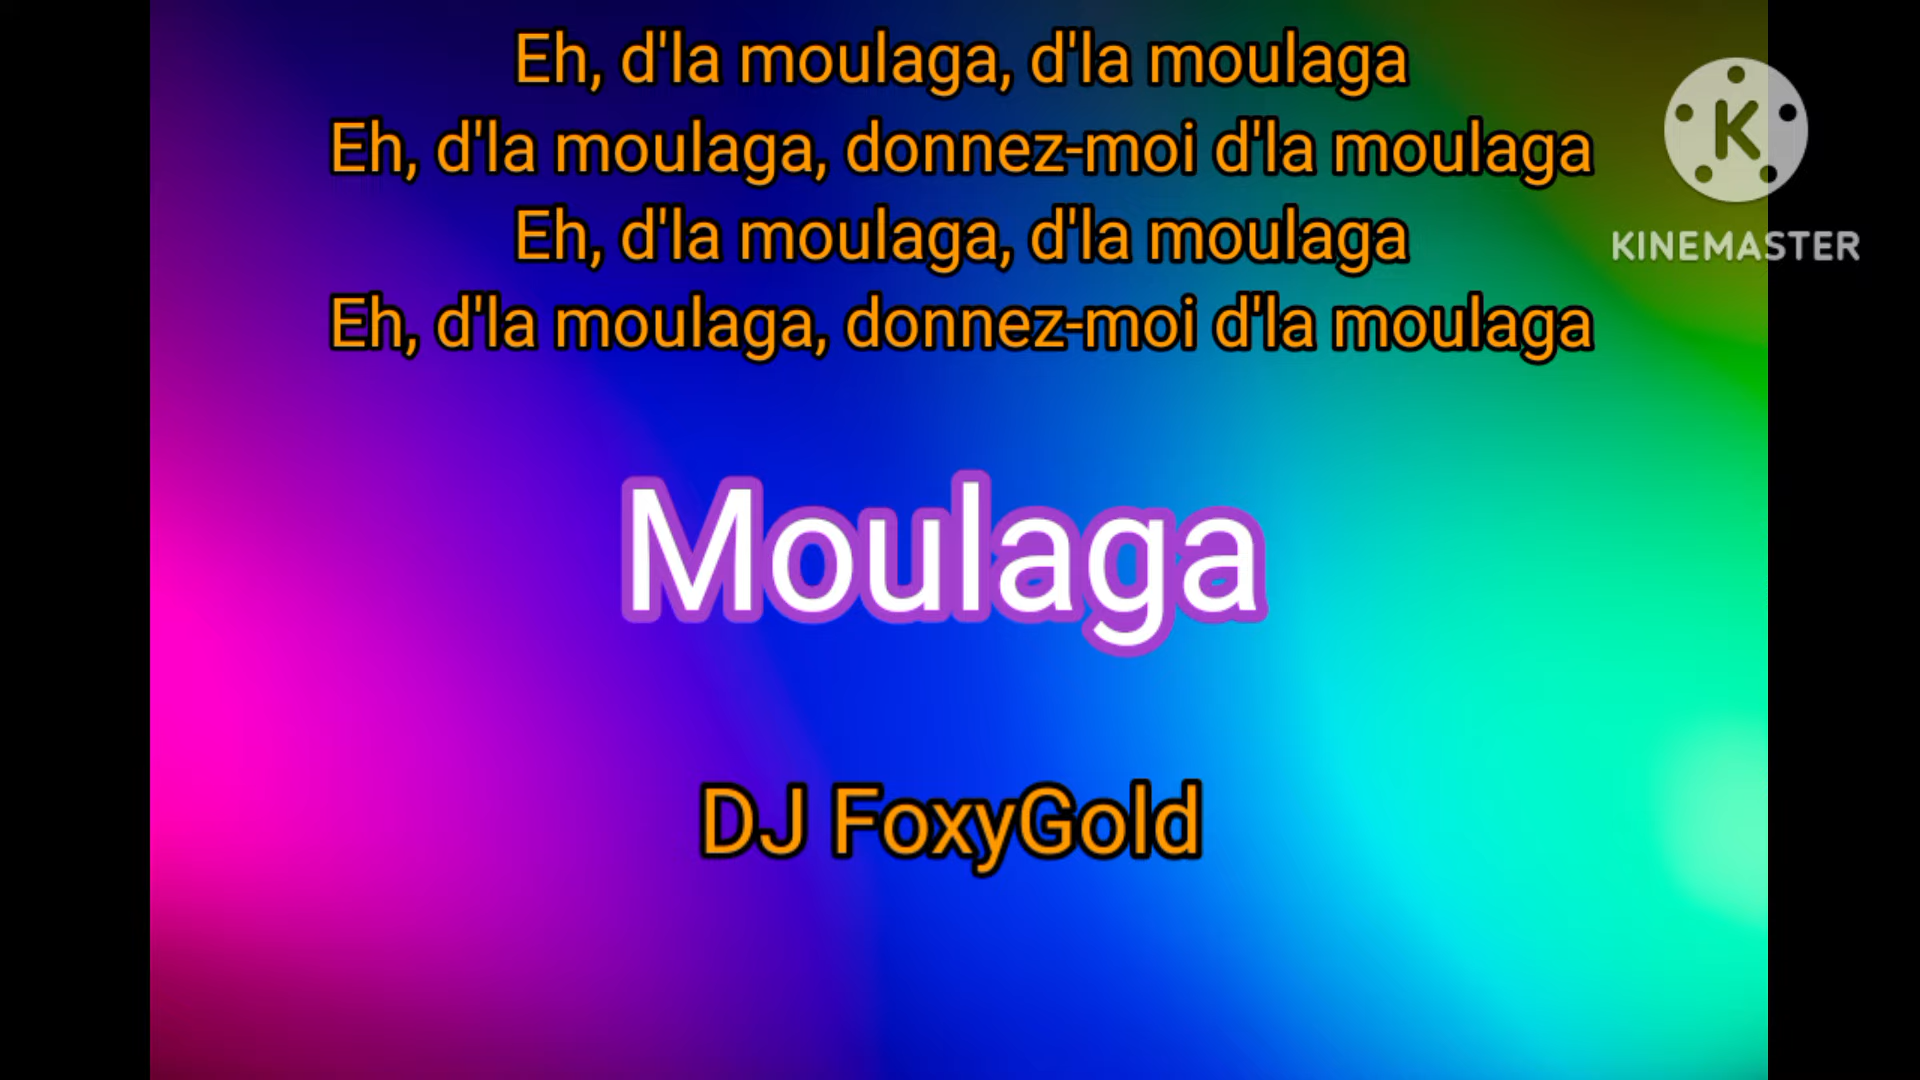 Eh, d'la moulaga, d'la moulaga
Eh, d'la moulaga, donnez-moi d'la moulaga
Eh, d'la moulaga, d'la moulaga
Eh, d'la moulaga, donnez-moi d'la moulaga
K
KINEMASTER
Moulaga
DJ FoxyGold